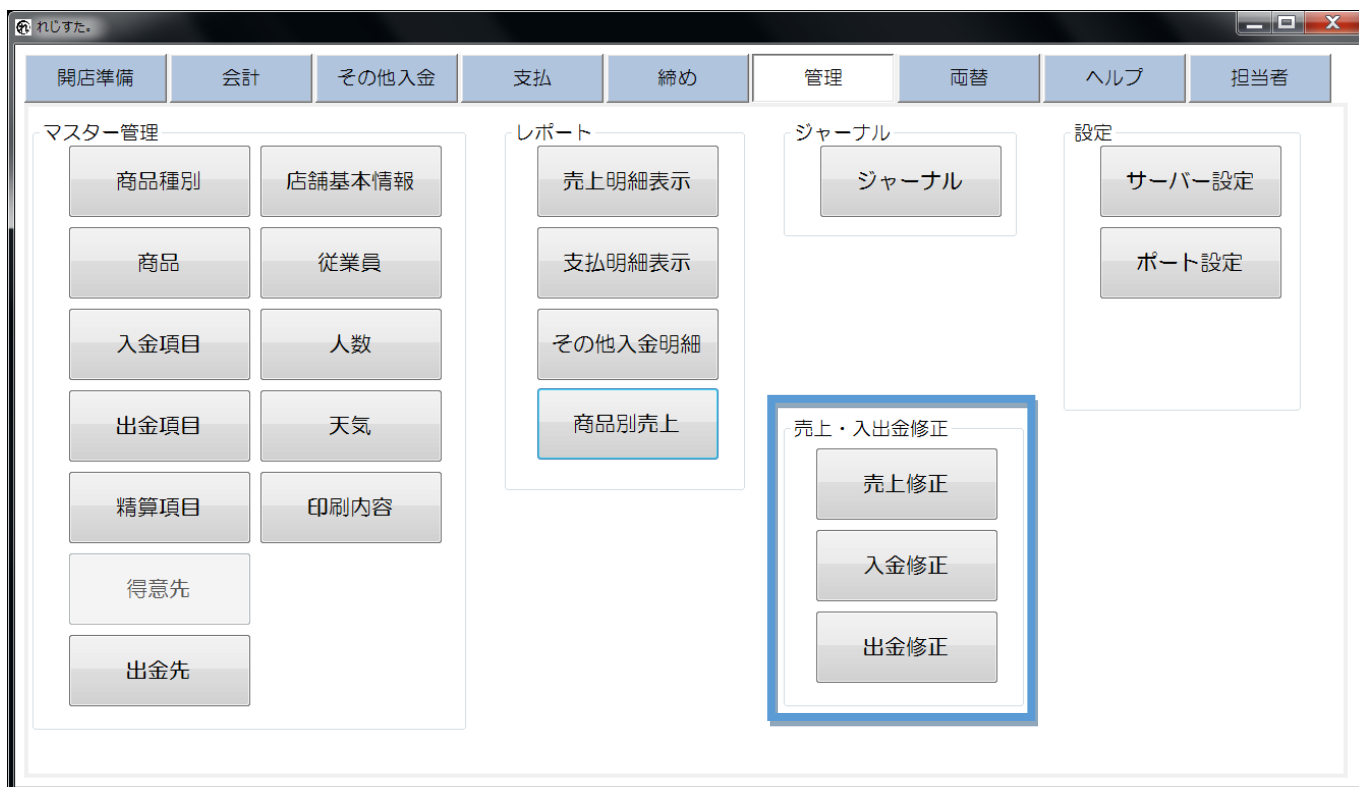 れじすた。
開店準備 会計 その他入金 支払 締め 管理 両替 ヘルプ 担当者
マスター管理
商品種別 店舗基本情報
商品 従業員
入金項目 人数
出金項目 天気
精算項目 印刷内容
得意先
出金先
レポート
売上明細表示
支払明細表示
その他入金明細
商品別売上
ジャーナル
ジャーナル
売上・入出金修正
売上修正
入金修正
出金修正
設定
サーバー設定
ポート設定